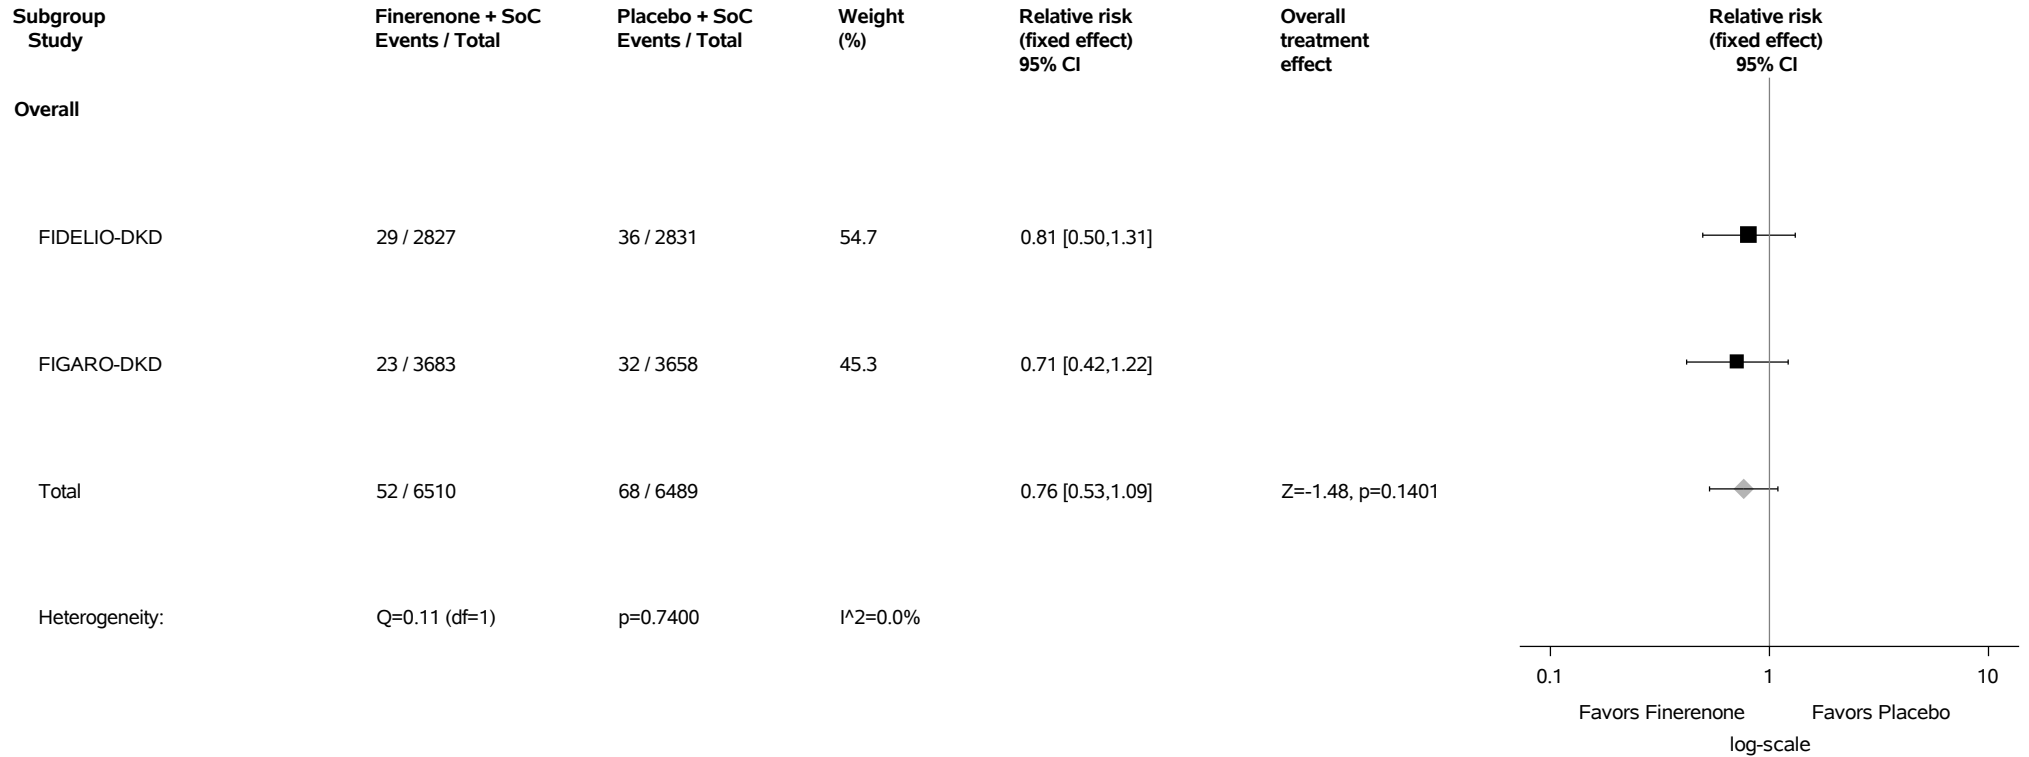 Subgroup Finerenone + SoC Placebo + SoC Weight Relative risk Overall Relative risk
Study Events / Total Events / Total (%) (fixed effect) treatment (fixed effect)
95% CI effect 95% CI
Overall
FIDELIO-DKD 29 / 2827 36 / 2831 54.7 0.81 [0.50,1.31]
FIGARO-DKD 23 / 3683 32 / 3658 45.3 0.71 [0.42,1.22]
Total 52 / 6510 68 / 6489 0.76 [0.53,1.09] Z=-1.48, p=0.1401
Heterogeneity: Q=0.11 (df=1) p=0.7400 I^2=0.0%
0.1 1 10
Favors Finerenone Favors Placebo
log-scale